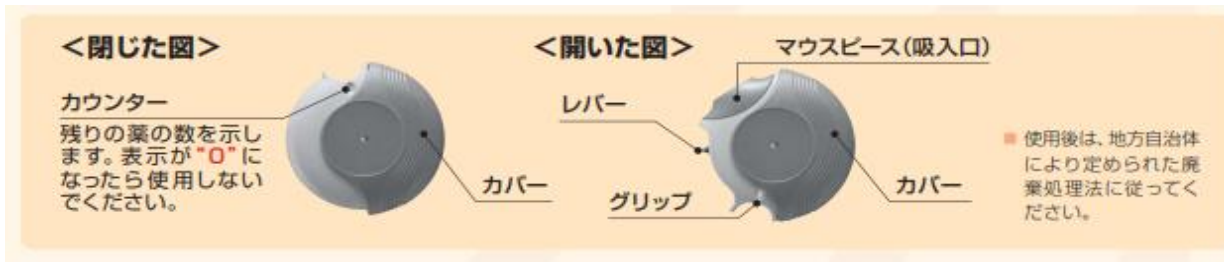 ＜閉じた図＞
カウンター
残りの薬の数を示し
ます。表示が"0"に
なったら使用しない
でください。
カバー
＜開いた図＞
マウスピース(吸入口)
レバー
グリップ
カバー
■ 使用後は、地方自治体
により定められた廃
棄処理法に従ってく
ださい。